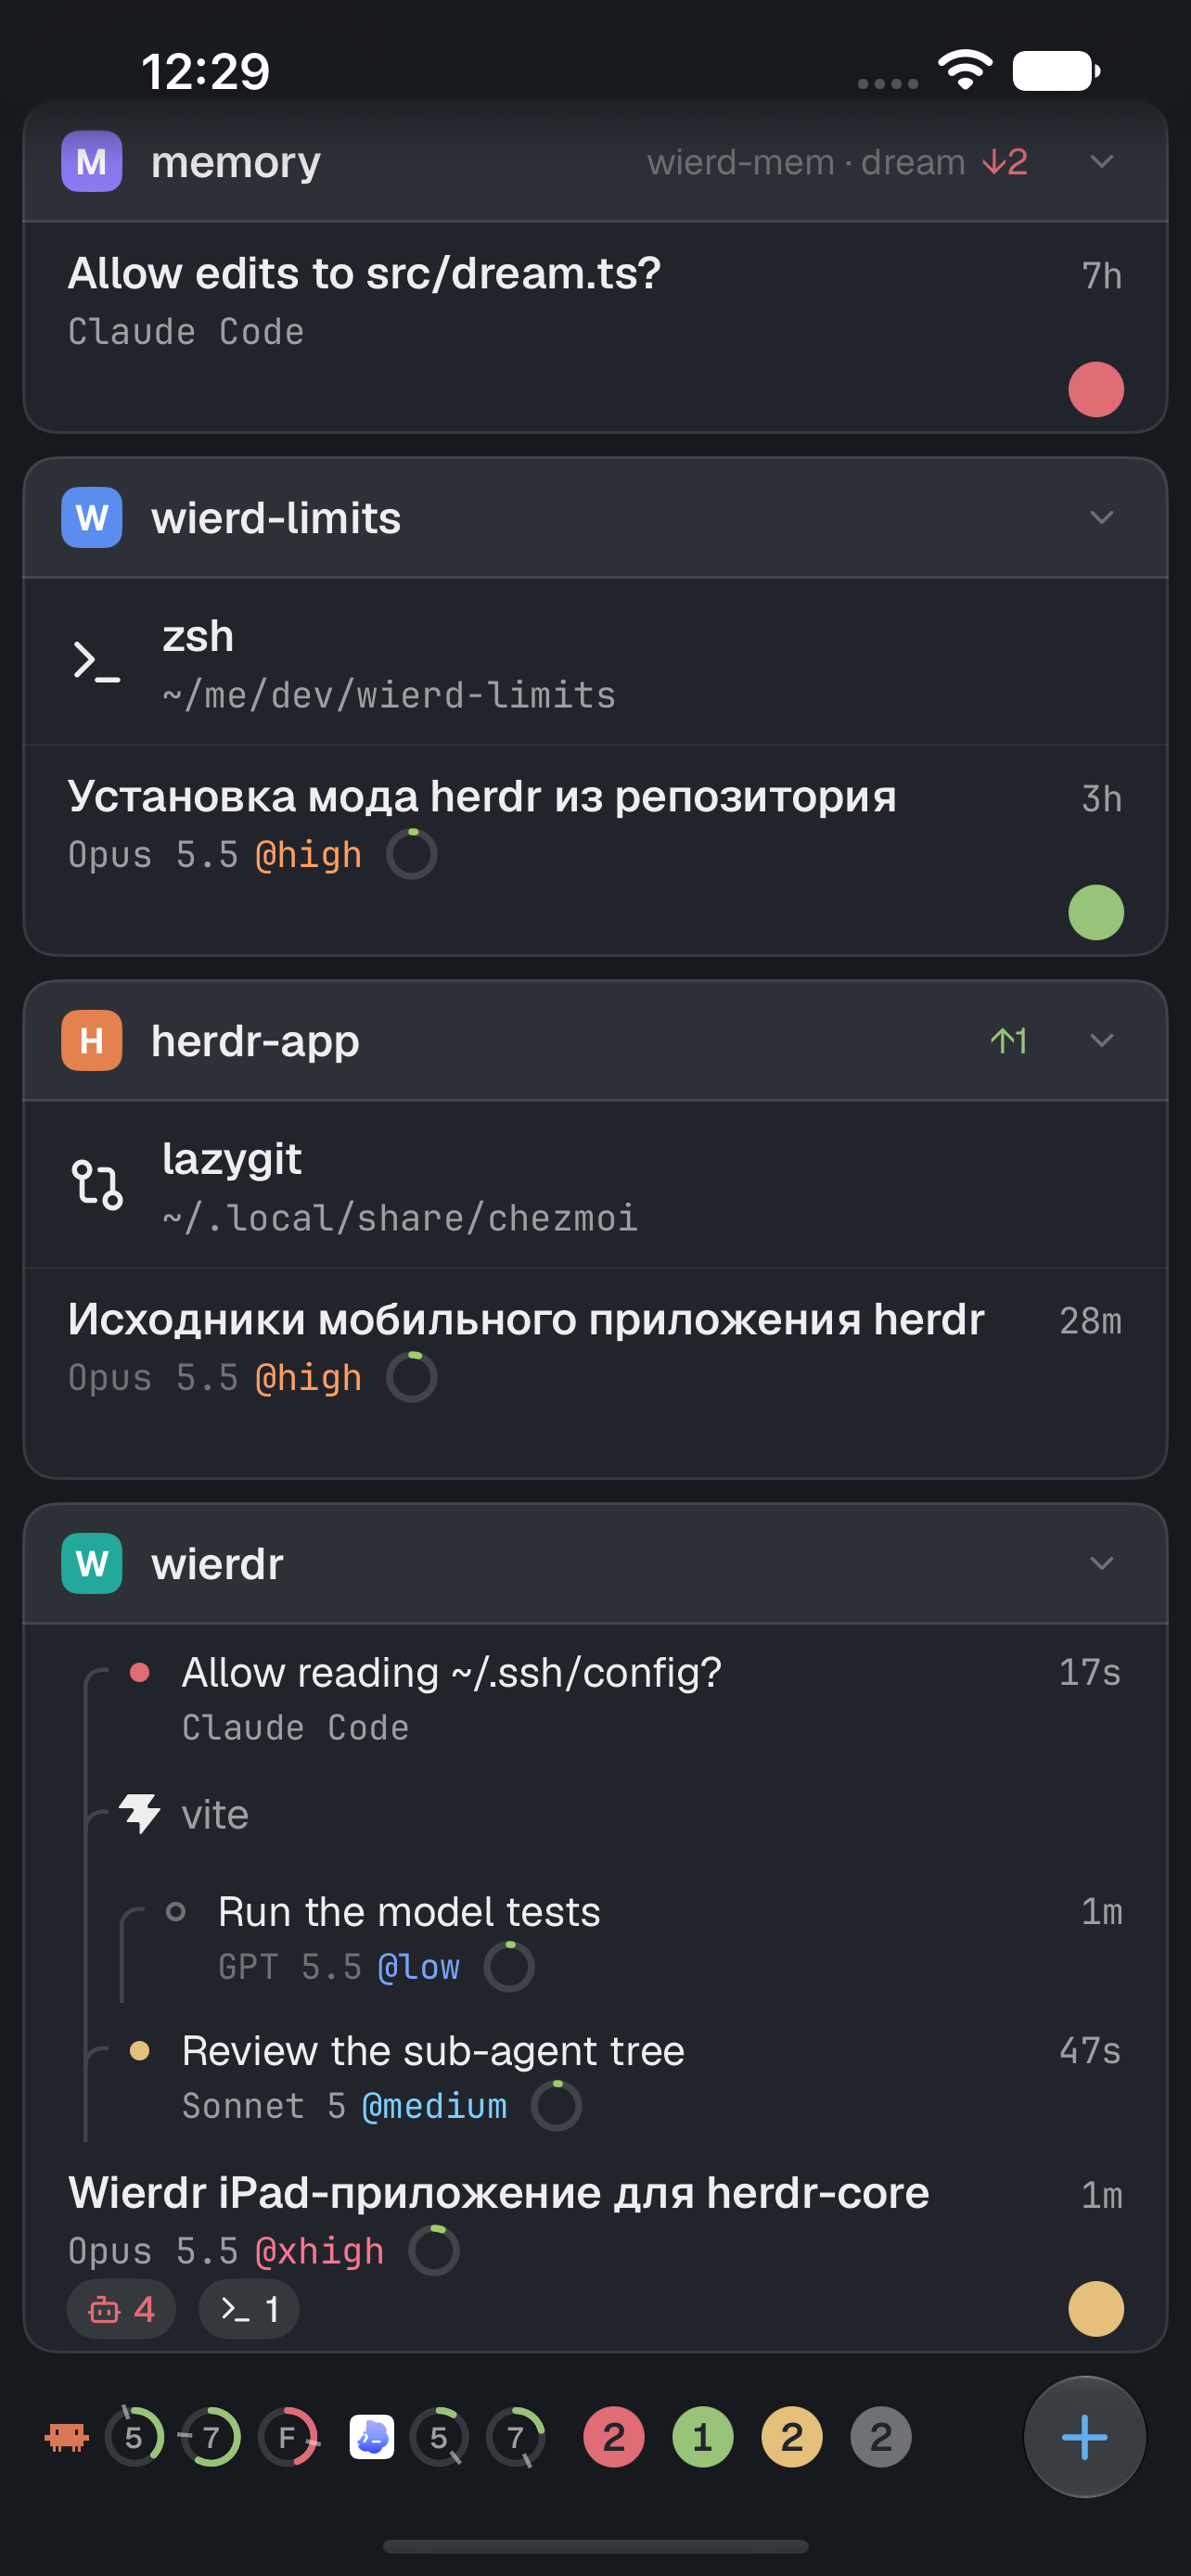 12:29
M memory wierd-mem · dream ↓2
Allow edits to src/dream.ts? 7h
Claude Code
W wierd-limits
zsh
~/me/dev/wierd-limits
Установка мода herdr из репозитория 3h
Opus 5.5 @high
H herdr-app ↑1
lazygit
~/.local/share/chezmoi
Исходники мобильного приложения herdr 28m
Opus 5.5 @high
W wierdr
Allow reading ~/.ssh/config? 17s
Claude Code
vite
Run the model tests 1m
GPT 5.5 @low
Review the sub-agent tree 47s
Sonnet 5 @medium
Wierdr iPad-приложение для herdr-core 1m
Opus 5.5 @xhigh
4 1
5 7 F 5 7 2 1 2 2 +